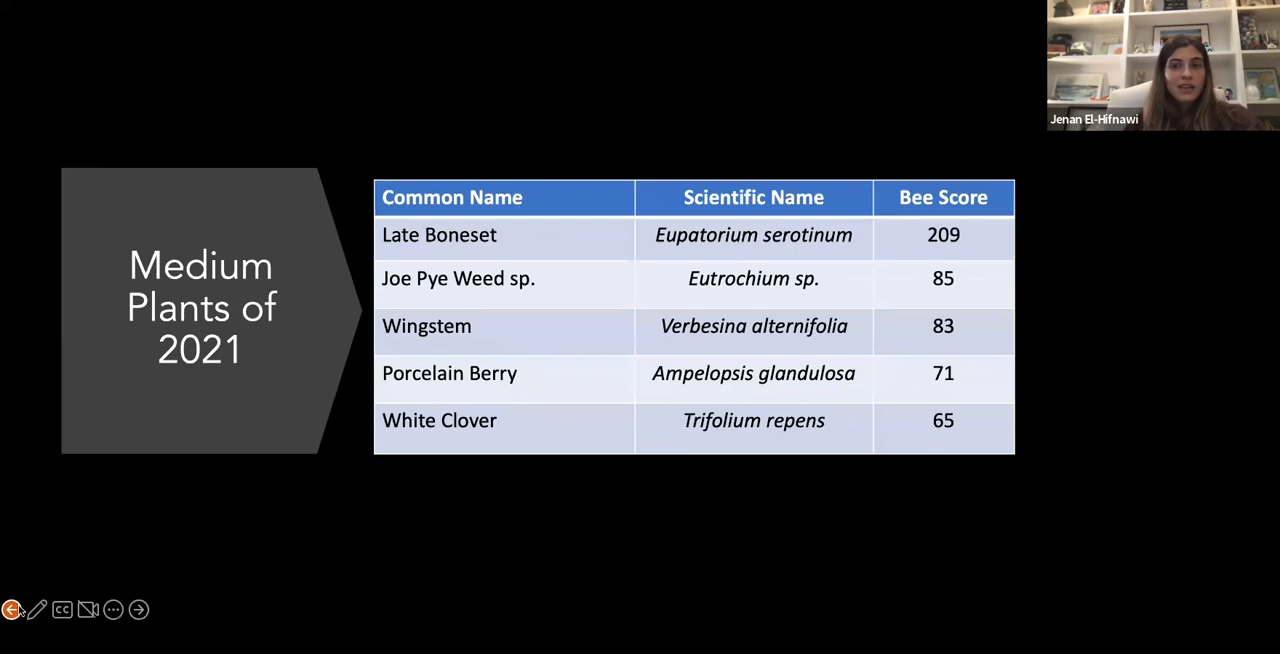 Jenan El-Hifnawi
Medium
Plants of
2021
Common Name Scientific Name Bee Score
Late Boneset Eupatorium serotinum 209
Joe Pye Weed sp. Eutrochium sp. 85
Wingstem Verbesina alternifolia 83
Porcelain Berry Ampelopsis glandulosa 71
White Clover Trifolium repens 65
CC